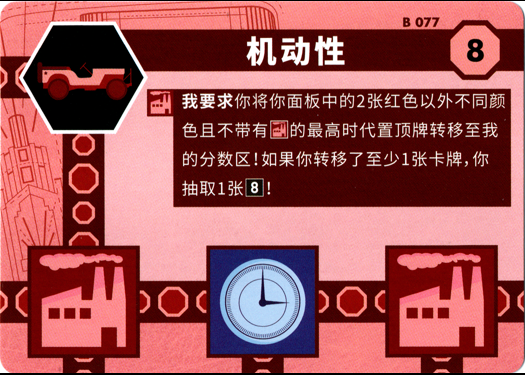 B 077
机动性
8
我要求你将你面板中的2张红色以外不同颜
色且不带有的最高时代置顶牌转移至我
的分数区!如果你转移了至少1张卡牌,你
抽取1张8!